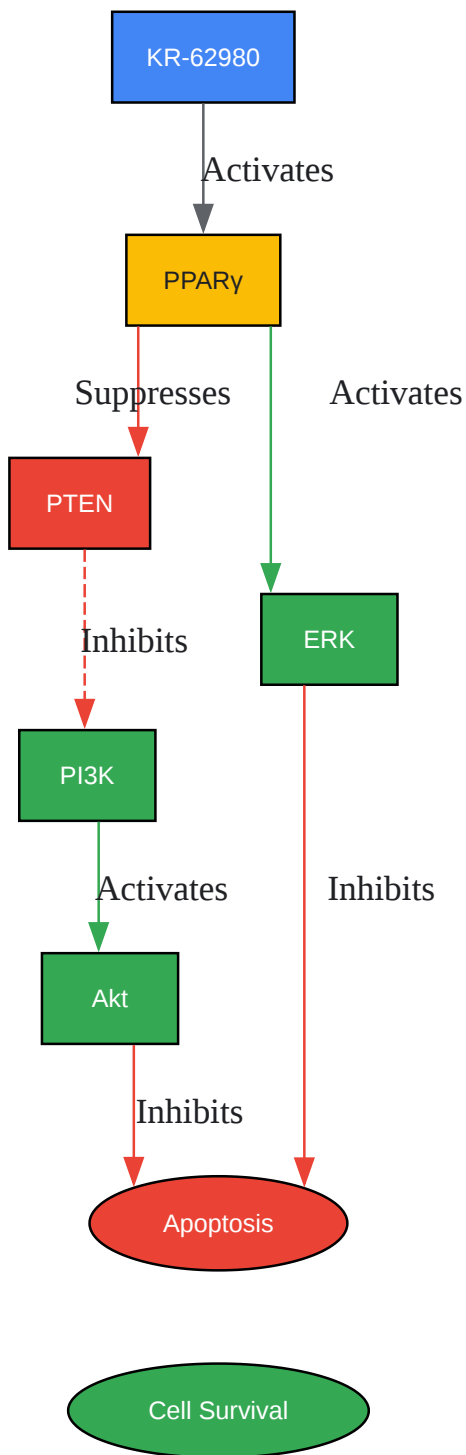 KR-62980
Activates
PPARγ
Suppresses
Activates
PTEN
Inhibits
ERK
PI3K
Activates
Inhibits
Akt
Inhibits
Apoptosis
Cell Survival